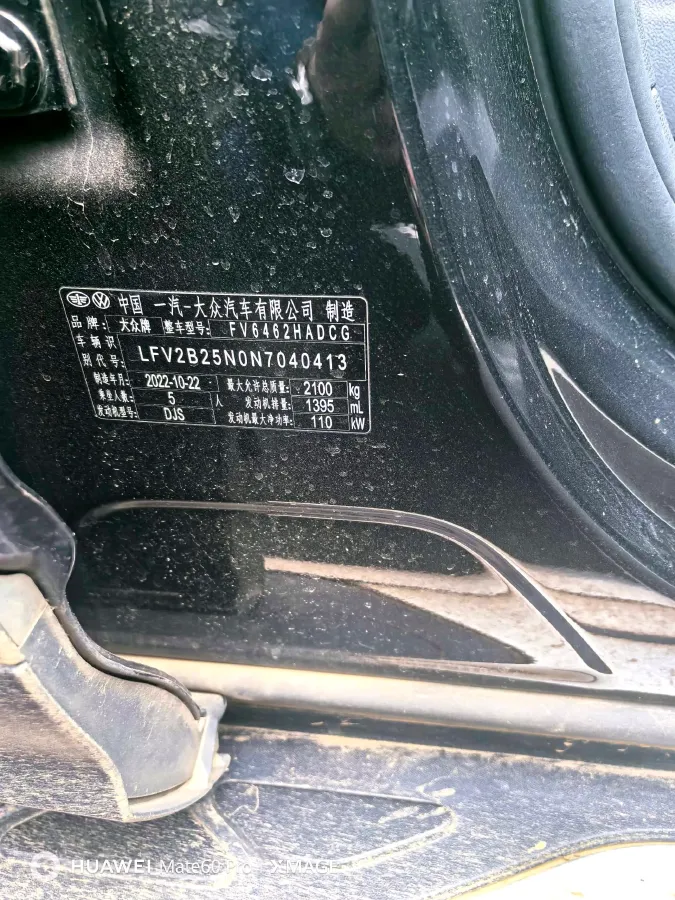 中国 一汽-大众汽车有限公司 制造
品牌: 大众牌 整车型号: FV6462HADCG
车辆识别代号: LFV2B25N0N7040413
制造年月: 2022-10-22 最大允许总质量: 2100 kg
乘坐人数: 5 人 发动机排量: 1395 mL
发动机型号: DJS 发动机最大净功率: 110 kW
HUAWEI Mate60 Pro XMAGE